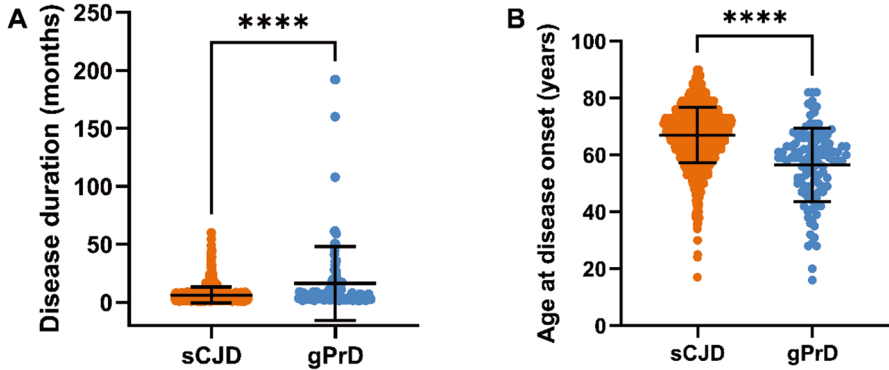 A
Disease duration (months)
250
200
150
100
50
0
****
sCJD gPrD
B
Age at disease onset (years)
100
80
60
40
20
0
****
sCJD gPrD